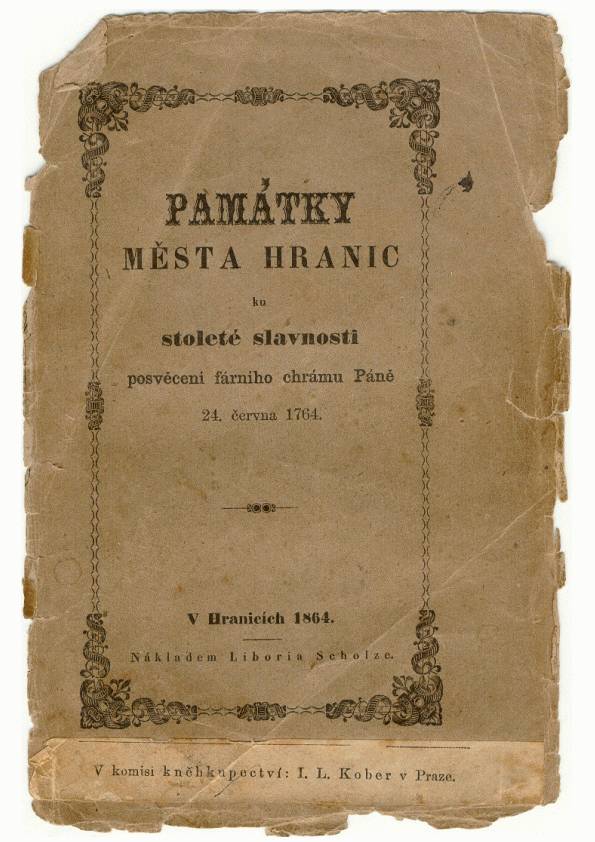 PAMÁTKY
MĚSTA HRANIC
ku
stoleté slavnosti
posvěcení fárního chrámu Páně
24. června 1764.
V Hranicích 1864.
Nákladem Liboria Scholze.
V komisi kněhkupectví: I. L. Kober v Praze.